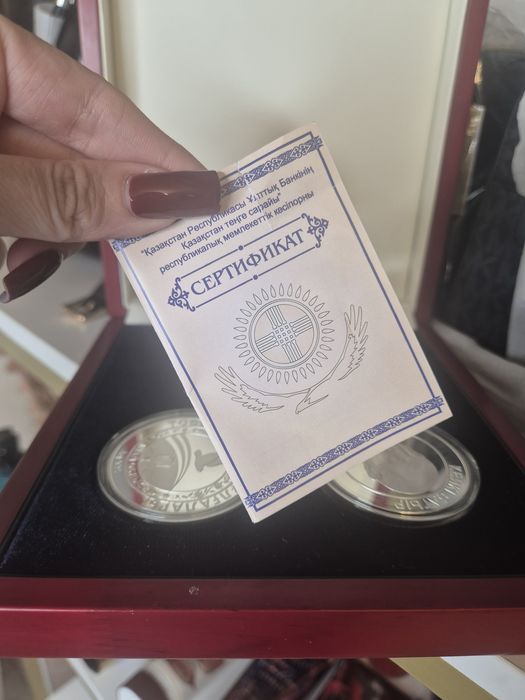 "Қазақстан Республикасы Ұлттық Банкінің
Қазақстан теңге сарайы"
республикалық мемлекеттік кәсіпорны
СЕРТИФИКАТ